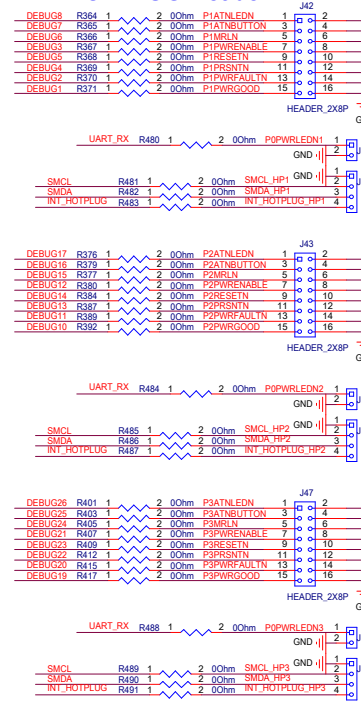 J42
DEBUG8 R364 1 2 0Ohm P1ATNLEDN 1 2
DEBUG7 R365 1 2 0Ohm P1ATNBUTTON 3 4
DEBUG6 R366 1 2 0Ohm P1MRLN 5 6
DEBUG3 R367 1 2 0Ohm P1PWRENABLE 7 8
DEBUG5 R368 1 2 0Ohm P1RESETN 9 10
DEBUG4 R369 1 2 0Ohm P1PRSNTN 11 12
DEBUG2 R370 1 2 0Ohm P1PWRFAULTN 13 14
DEBUG1 R371 1 2 0Ohm P1PWRGOOD 15 16
HEADER_2X8P
UART_RX R480 1 2 0Ohm P0PWRLEDN1 1
GND 2 J
GND 1
SMCL R481 1 2 0Ohm SMCL_HP1 2 J
SMDA R482 1 2 0Ohm SMDA_HP1 3
INT_HOTPLUG R483 1 2 0Ohm INT_HOTPLUG_HP1 4
J43
DEBUG17 R376 1 2 0Ohm P2ATNLEDN 1 2
DEBUG16 R379 1 2 0Ohm P2ATNBUTTON 3 4
DEBUG15 R377 1 2 0Ohm P2MRLN 5 6
DEBUG12 R380 1 2 0Ohm P2PWRENABLE 7 8
DEBUG14 R384 1 2 0Ohm P2RESETN 9 10
DEBUG13 R387 1 2 0Ohm P2PRSNTN 11 12
DEBUG11 R389 1 2 0Ohm P2PWRFAULTN 13 14
DEBUG10 R392 1 2 0Ohm P2PWRGOOD 15 16
HEADER_2X8P
UART_RX R484 1 2 0Ohm P0PWRLEDN2 1
GND 2 J
GND 1
SMCL R485 1 2 0Ohm SMCL_HP2 2 J
SMDA R486 1 2 0Ohm SMDA_HP2 3
INT_HOTPLUG R487 1 2 0Ohm INT_HOTPLUG_HP2 4
J47
DEBUG26 R401 1 2 0Ohm P3ATNLEDN 1 2
DEBUG25 R403 1 2 0Ohm P3ATNBUTTON 3 4
DEBUG24 R405 1 2 0Ohm P3MRLN 5 6
DEBUG21 R407 1 2 0Ohm P3PWRENABLE 7 8
DEBUG23 R409 1 2 0Ohm P3RESETN 9 10
DEBUG22 R412 1 2 0Ohm P3PRSNTN 11 12
DEBUG20 R415 1 2 0Ohm P3PWRFAULTN 13 14
DEBUG19 R417 1 2 0Ohm P3PWRGOOD 15 16
HEADER_2X8P
UART_RX R488 1 2 0Ohm P0PWRLEDN3 1
GND 2 J
GND 1
SMCL R489 1 2 0Ohm SMCL_HP3 2 J
SMDA R490 1 2 0Ohm SMDA_HP3 3
INT_HOTPLUG R491 1 2 0Ohm INT_HOTPLUG_HP3 4